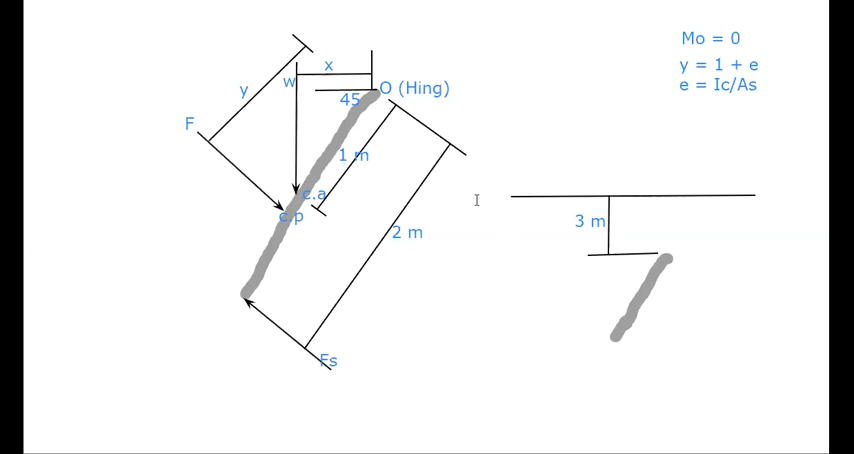 Mo = 0
y = 1 + e
e = Ic/As
x
w
y
O (Hing)
45
F
1 m
c.a
c.p
2 m
Fs
3 m